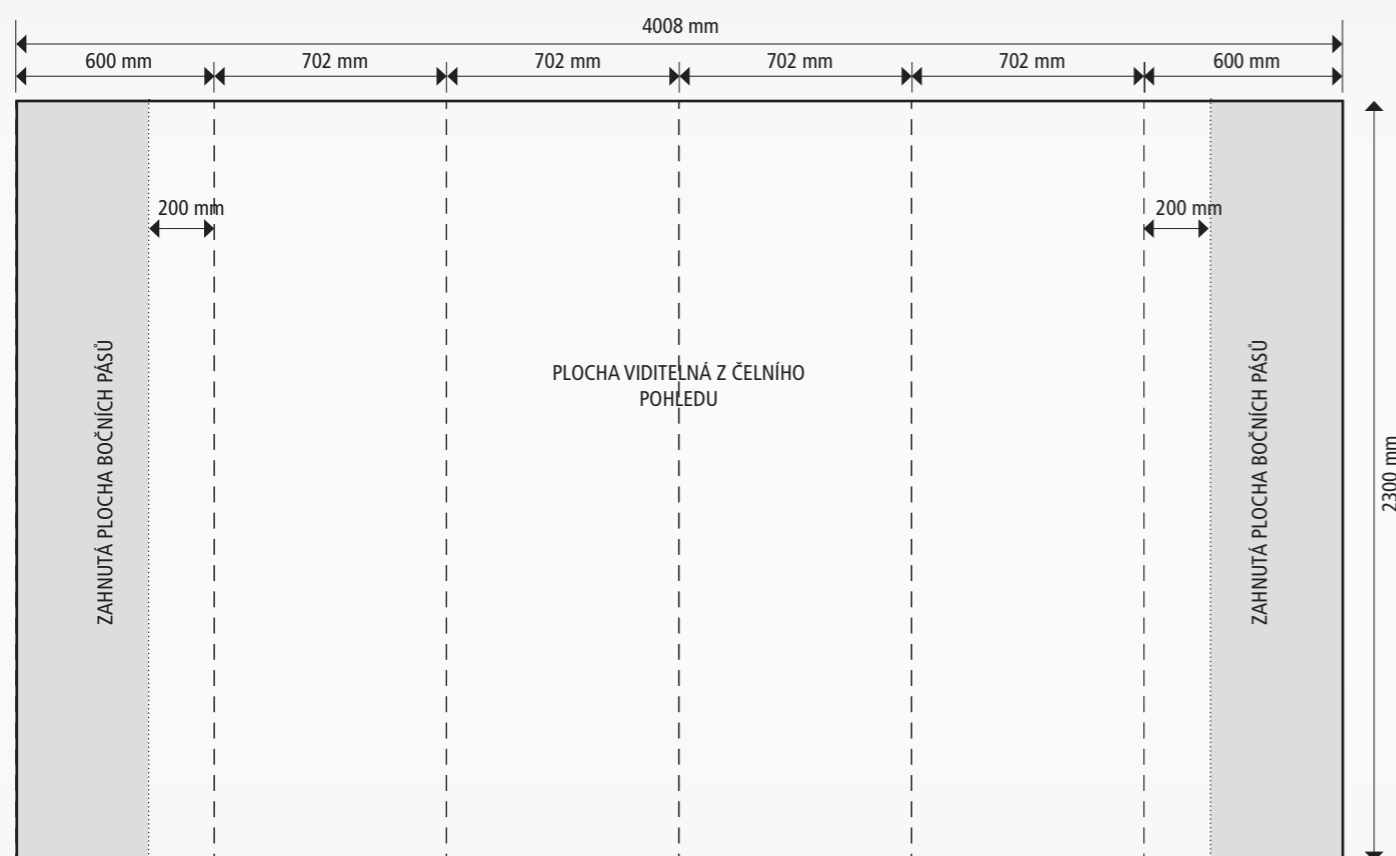 4008 mm
600 mm
702 mm
702 mm
702 mm
702 mm
600 mm
200 mm
200 mm
PLOCHA VIDITELNÁ Z ČELNÍHO
POHLEDU
ZAHNUTÁ PLOCHA BOČNÍCH PÁSŮ
ZAHNUTÁ PLOCHA BOČNÍCH PÁSŮ
2300 mm